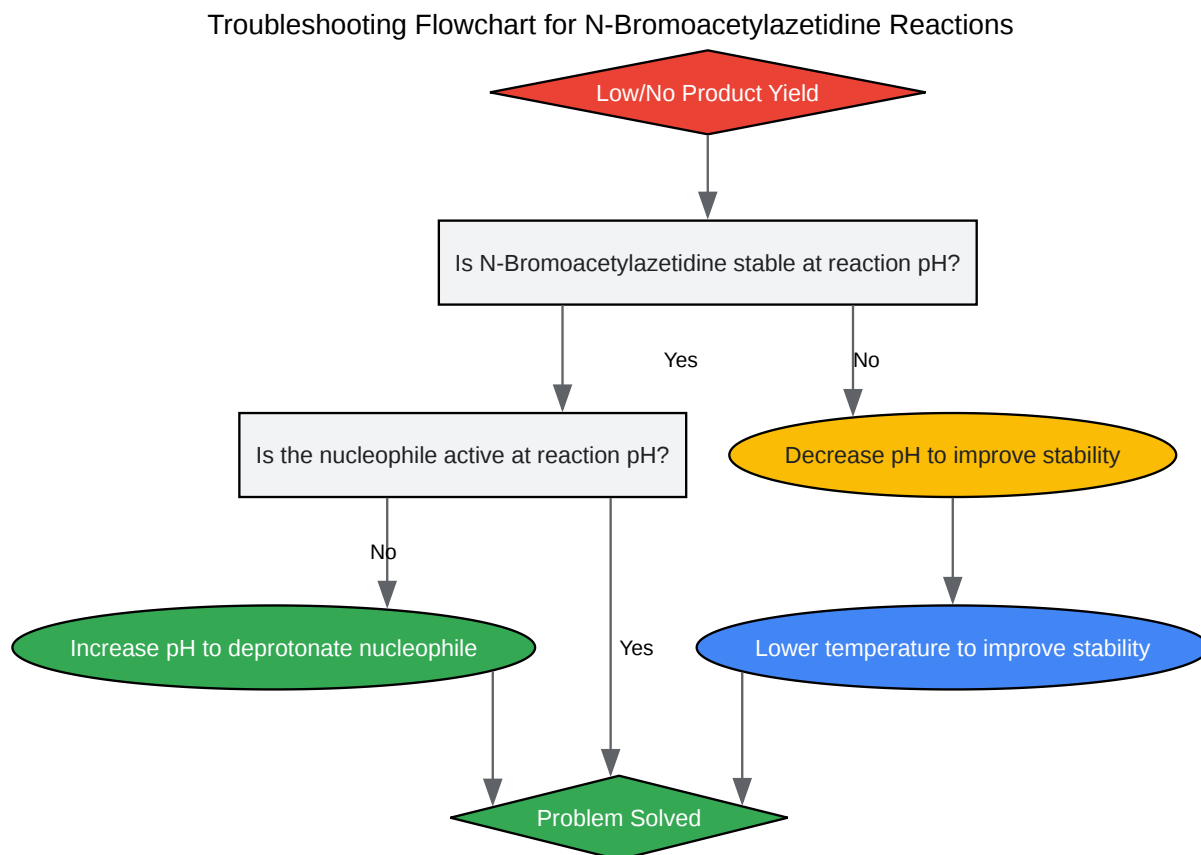 Troubleshooting Flowchart for N-Bromoacetylazetidine Reactions
Low/No Product Yield
Is N-Bromoacetylazetidine stable at reaction pH?
Yes
No
Is the nucleophile active at reaction pH?
Decrease pH to improve stability
No
Increase pH to deprotonate nucleophile
Yes
Lower temperature to improve stability
Problem Solved